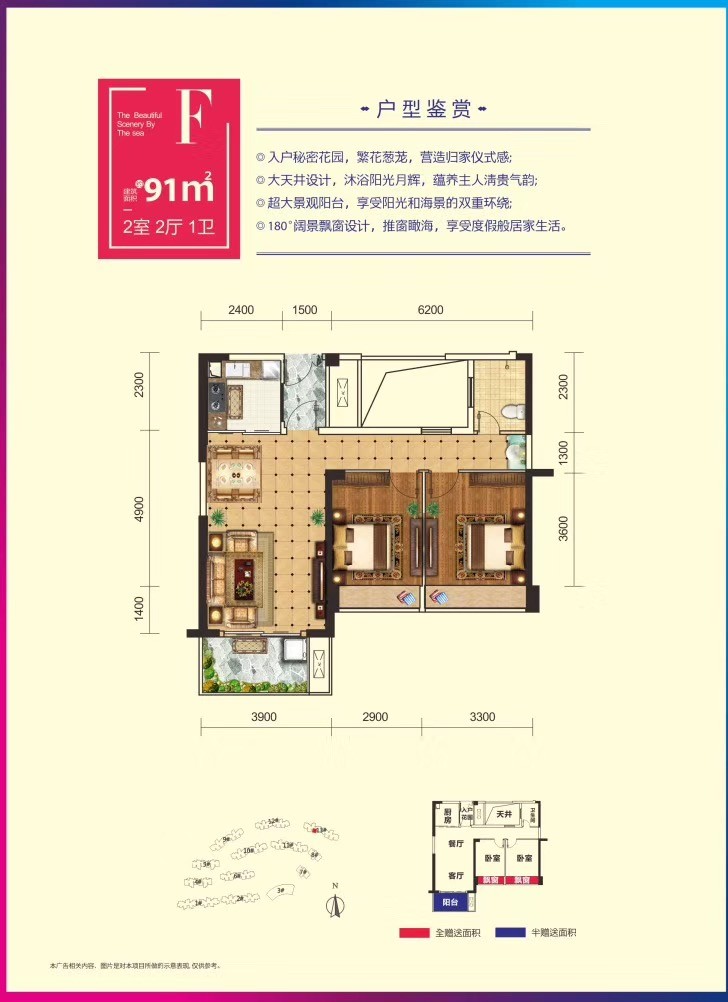 The Beautiful
Scenery By
The sea
F
建筑面积
约91m²
2室 2厅 1卫
户型鉴赏
◎入户秘密花园，繁花葱茏，营造归家仪式感;
◎大天井设计，沐浴阳光月辉，蕴养主人清贵气韵;
◎超大景观阳台，享受阳光和海景的双重环绕;
◎180°阔景飘窗设计，推窗瞰海，享受度假般居家生活。
2400 1500 6200
2300
4900
1400
2300
1300
3600
3900 2900 3300
12#
13#
9#
10#
11#
8#
5#
7#
4#
6#
3#
1#
2#
N
厨房
入户花园
天井
卫生间
餐厅
卧室
卧室
客厅
飘窗
飘窗
阳台
全赠送面积
半赠送面积
本广告相关内容、图片是对本项目所做的示意表现,仅供参考。